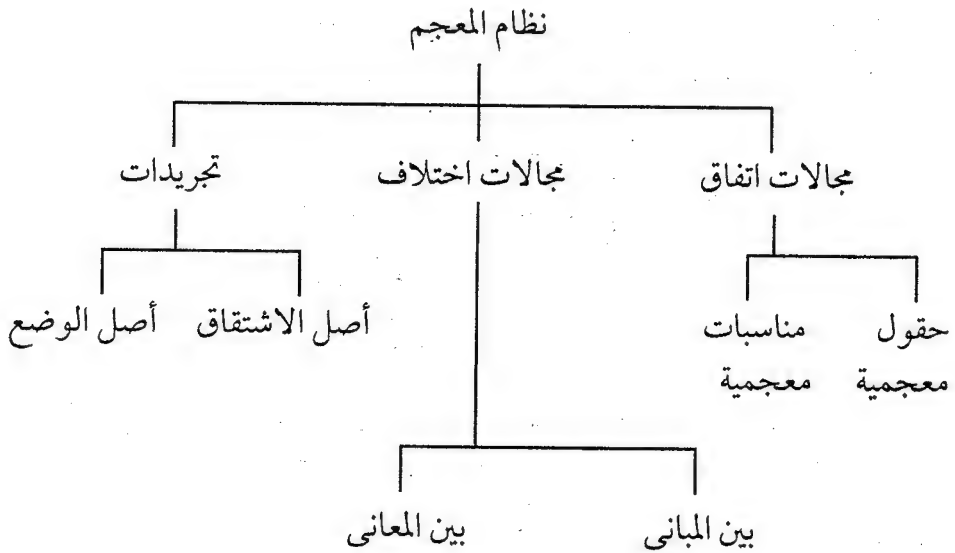 نظام المعجم
مجالات اتفاق مجالات اختلاف تجريدات
حقول معجمية
مناسبات معجمية
أصل الاشتقاق أصل الوضع
بين المبانى بين المعانى